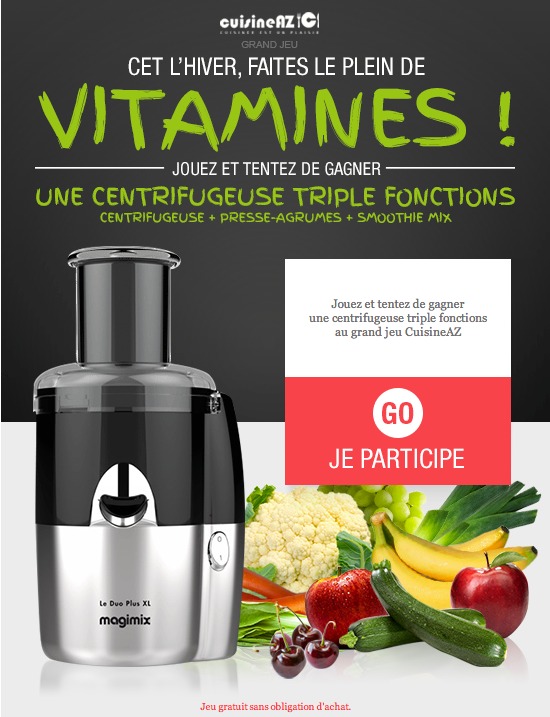 cuisineAZ
CUISINER EST UN PLAISIR
GRAND JEU
CET L'HIVER, FAITES LE PLEIN DE
VITAMINES !
JOUEZ ET TENTEZ DE GAGNER
UNE CENTRIFUGEUSE TRIPLE FONCTIONS
CENTRIFUGEUSE + PRESSE-AGRUMES + SMOOTHIE MIX
Jouez et tentez de gagner
une centrifugeuse triple fonctions
au grand jeu CuisineAZ
GO
JE PARTICIPE
Le Duo Plus XL
magimix
Jeu gratuit sans obligation d'achat.